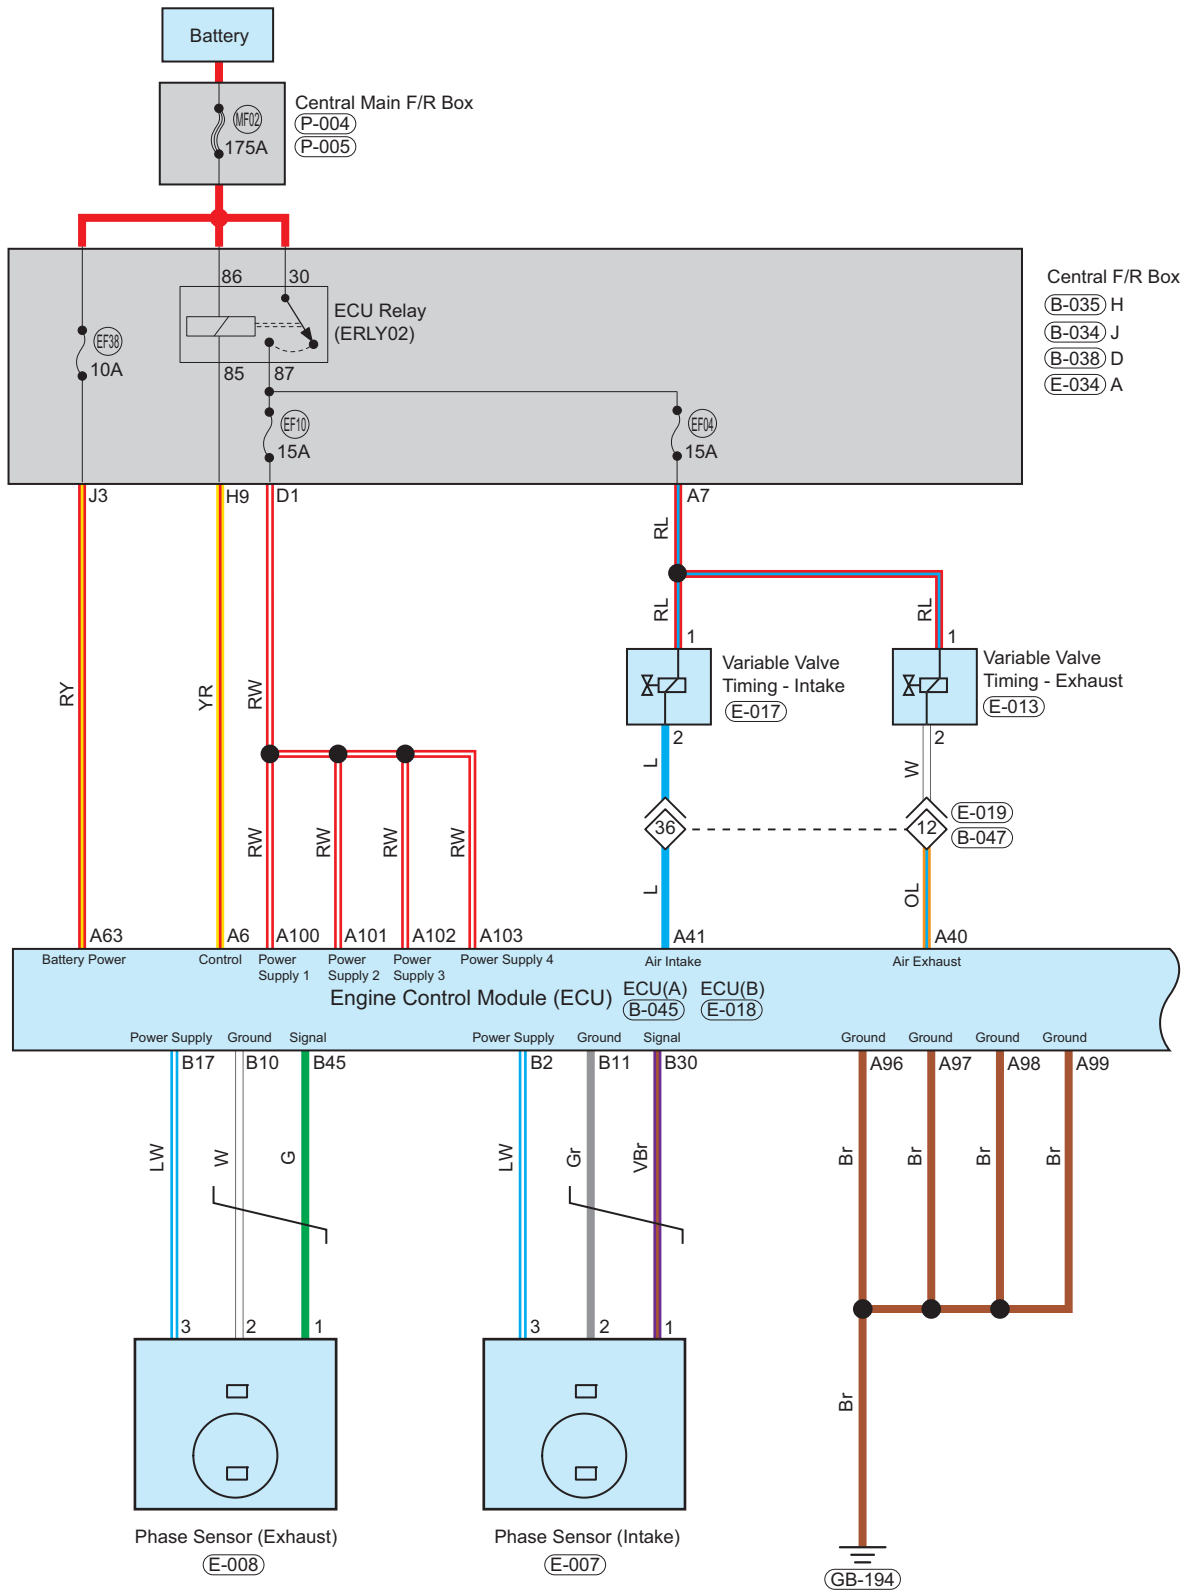 Battery
MF02
175A
Central Main F/R Box
P-004
P-005
86
30
ECU Relay
(ERLY02)
EF38
10A
85
87
EF10
15A
EF04
15A
Central F/R Box
B-035 H
B-034 J
B-038 D
E-034 A
J3
H9
D1
A7
RL
RL
RL
1
1
Variable Valve
Timing - Intake
E-017
Variable Valve
Timing - Exhaust
E-013
RY
YR
RW
2
2
L
W
36
12
E-019
B-047
RW
RW
RW
RW
L
OL
A63
A6
A100
A101
A102
A103
A41
A40
Battery Power
Control
Power
Supply 1
Power
Supply 2
Power
Supply 3
Power Supply 4
Air Intake
Air Exhaust
Engine Control Module (ECU)
ECU(A)
B-045
ECU(B)
E-018
Power Supply
Ground
Signal
Power Supply
Ground
Signal
Ground
Ground
Ground
Ground
B17
B10
B45
B2
B11
B30
A96
A97
A98
A99
LW
W
G
LW
Gr
VBr
Br
Br
Br
Br
3
2
1
3
2
1
Br
Phase Sensor (Exhaust)
E-008
Phase Sensor (Intake)
E-007
GB-194